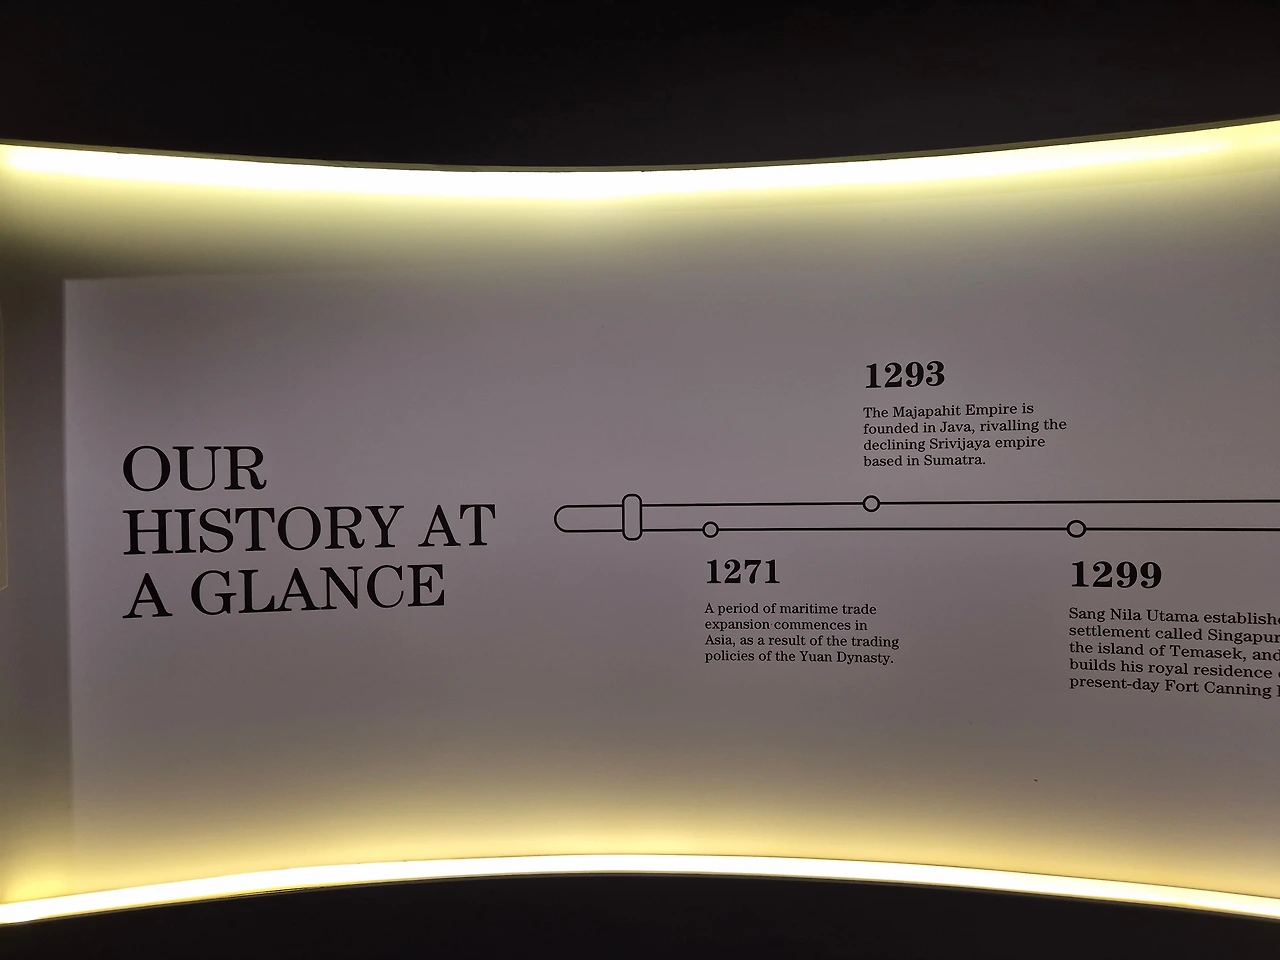 OUR
HISTORY AT
A GLANCE
1293
The Majapahit Empire is
founded in Java, rivalling the
declining Srivijaya empire
based in Sumatra.
1271
A period of maritime trade
expansion commences in
Asia, as a result of the trading
policies of the Yuan Dynasty.
1299
Sang Nila Utama
settlement called
the island of Temasek, and
builds his royal residence
present-day Fort Canning